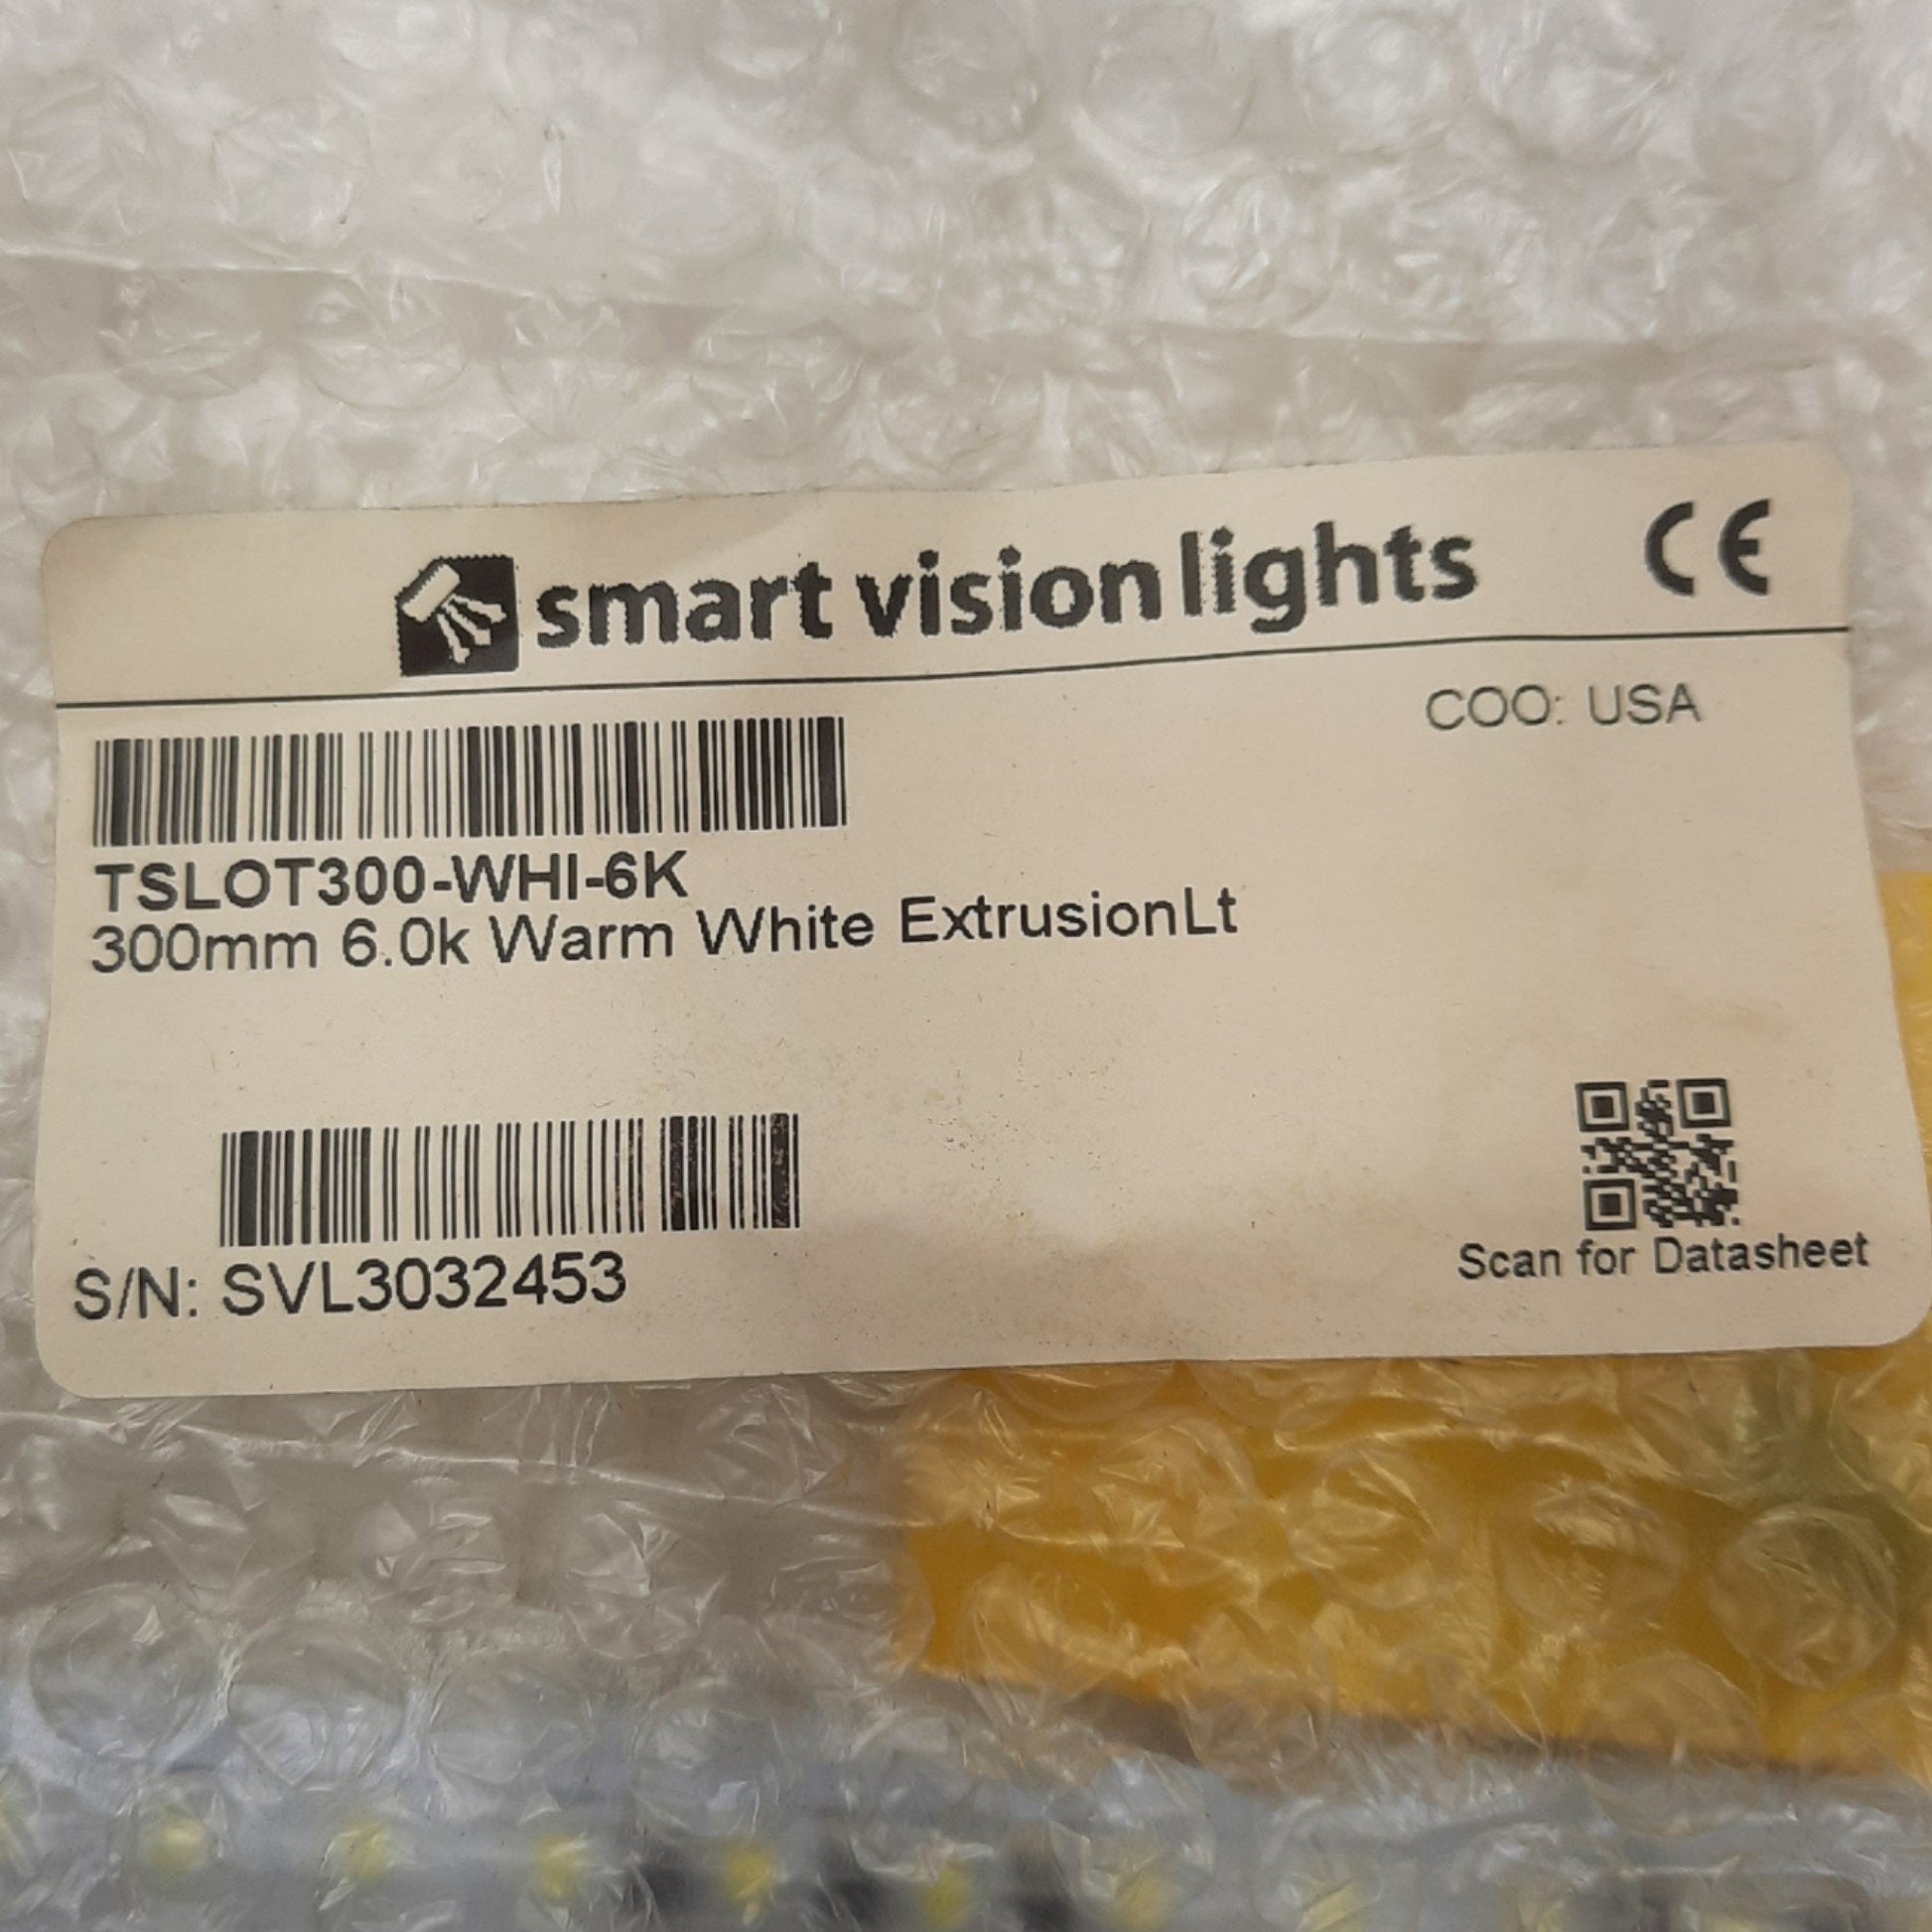 smart vision lights
CE
COO: USA
TSLOT300-WHI-6K
300mm 6.0k Warm White ExtrusionLt
S/N: SVL3032453
Scan for Datasheet